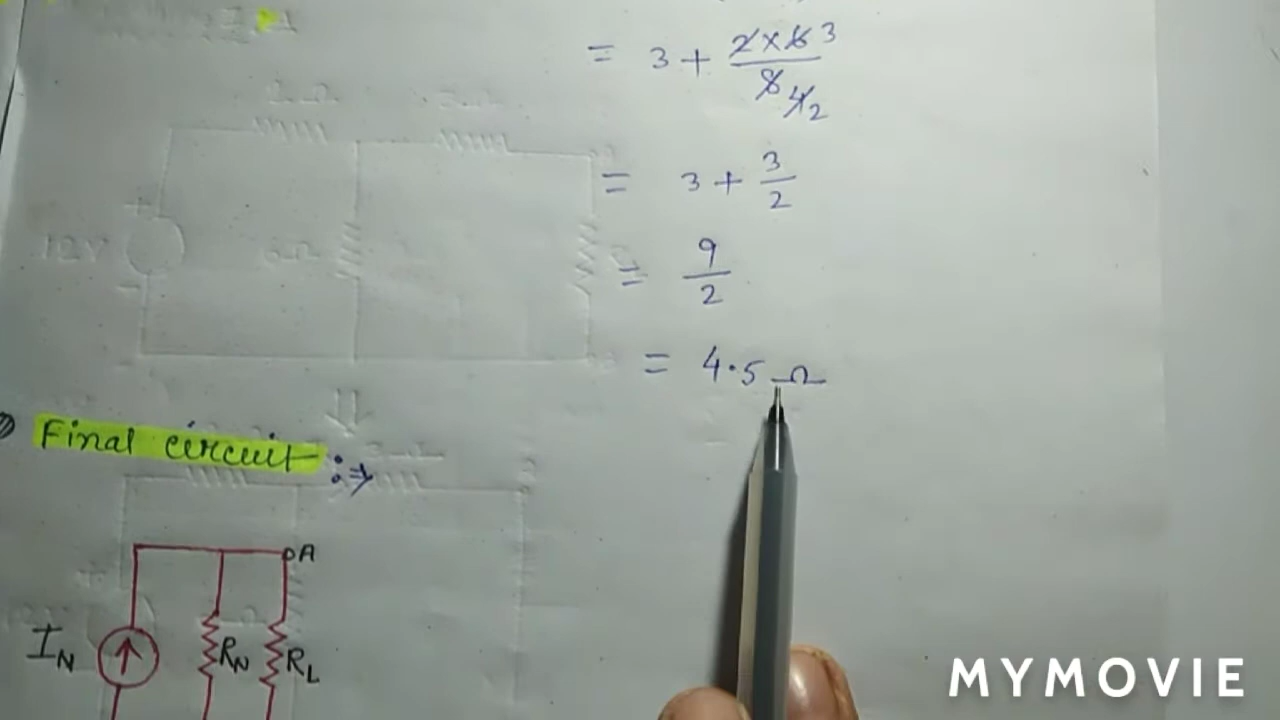 = 3 + 2×6 3 / 8 4 2
= 3 + 3/2
= 9/2
= 4.5 Ω
Final circuit :⇒
A
I_N
R_N
R_L
12V
MYMOVIE